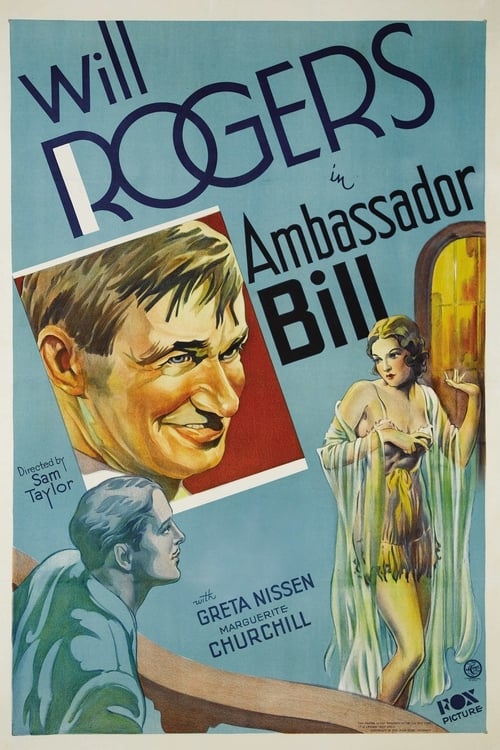 Will
ROGERS
in
Ambassador
Bill
Directed by
Sam
Taylor
with
GRETA NISSEN
MARGUERITE
CHURCHILL
FOX
PICTURE